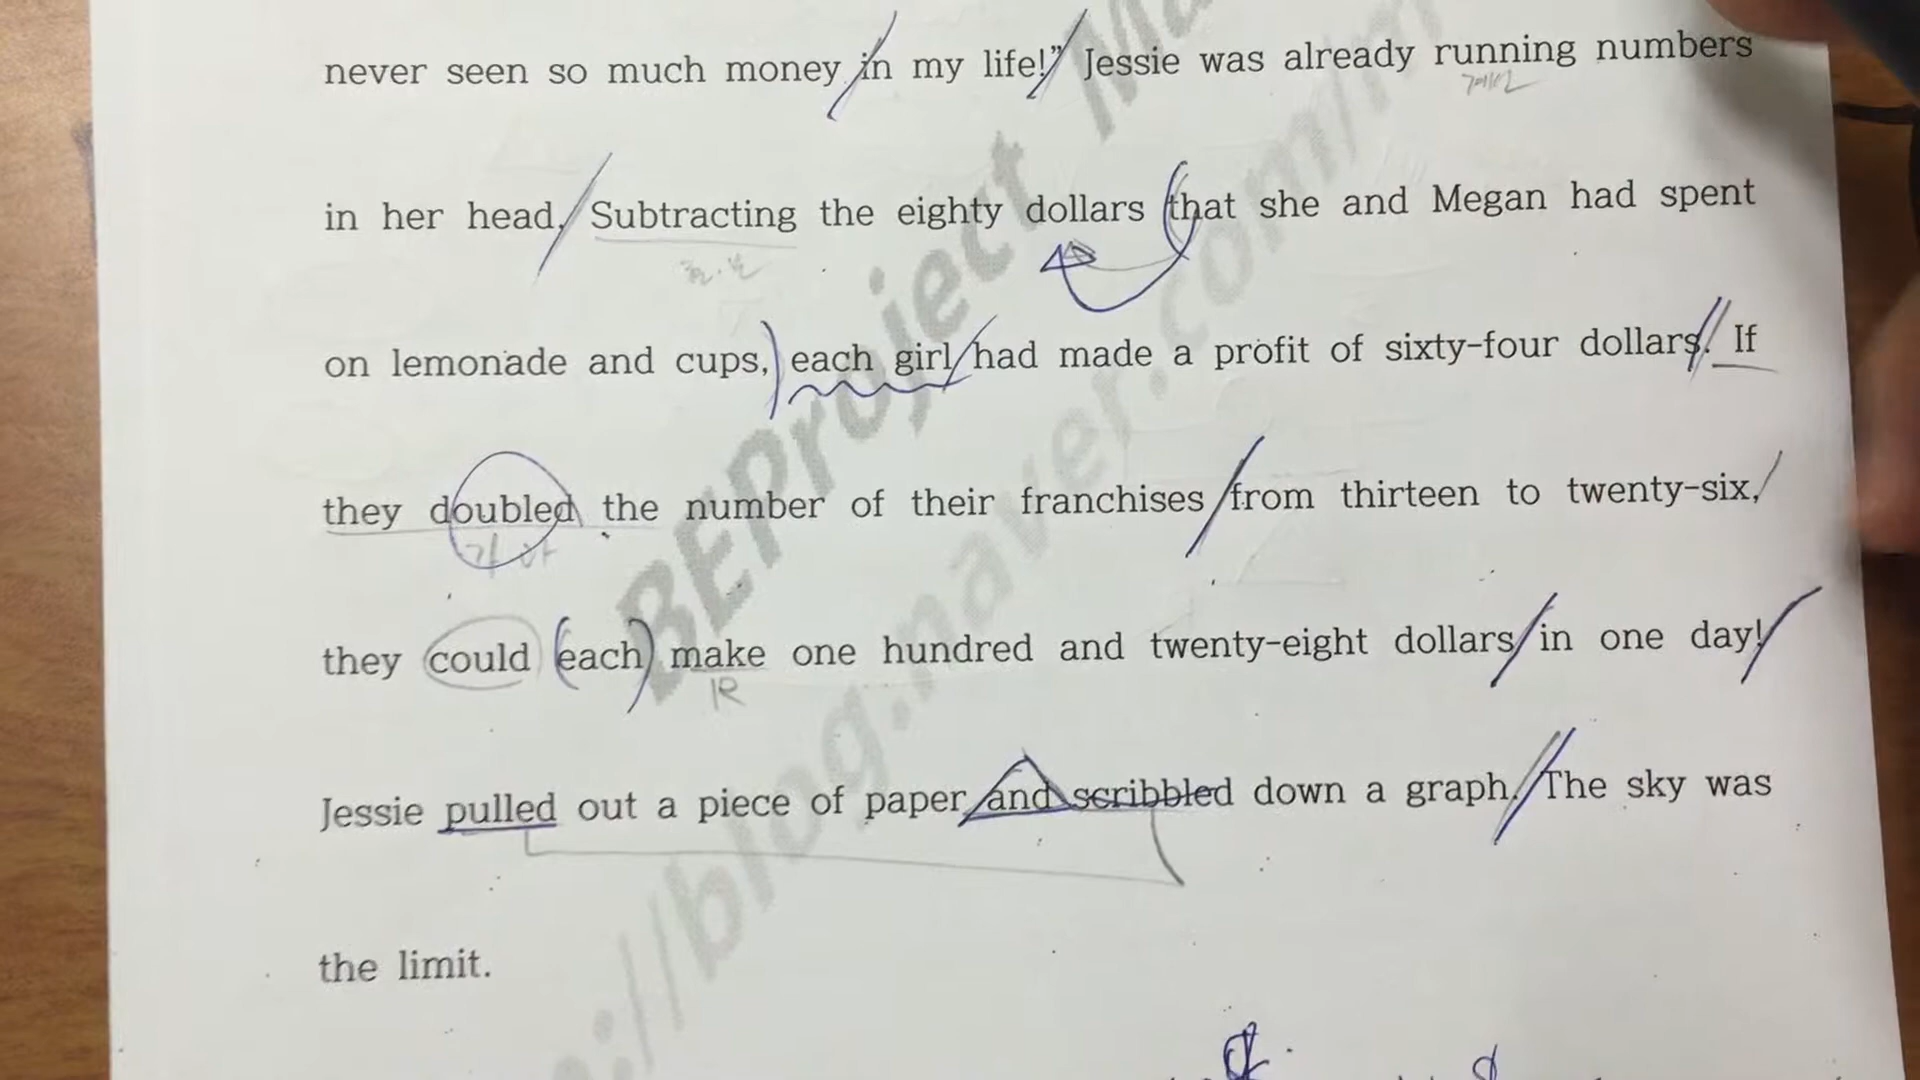 never seen so much money in my life!” Jessie was already running numbers
in her head. Subtracting the eighty dollars that she and Megan had spent
on lemonade and cups, each girl had made a profit of sixty-four dollars. If
they doubled the number of their franchises from thirteen to twenty-six,
they could each make one hundred and twenty-eight dollars in one day!
R
Jessie pulled out a piece of paper and scribbled down a graph. The sky was
the limit.
BEProject
://blog.naver.com/m